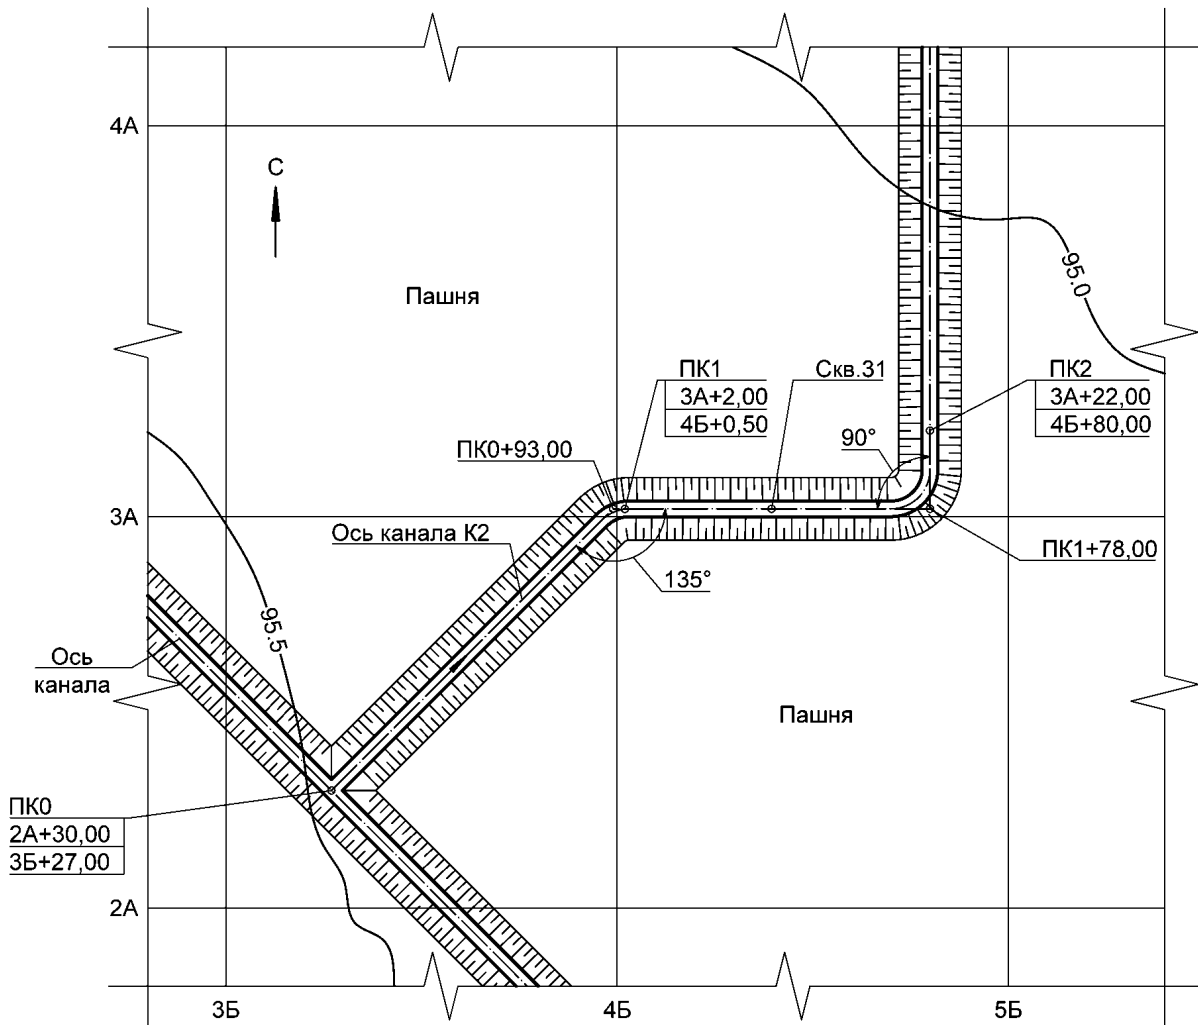 4А
С
Пашня
95.0
ПК1
3А+2,00
4Б+0,50
Скв.31
ПК2
3А+22,00
4Б+80,00
90°
ПК0+93,00
3А
Ось канала К2
ПК1+78,00
135°
95.5
Ось
канала
Пашня
ПК0
2А+30,00
3Б+27,00
2А
3Б
4Б
5Б